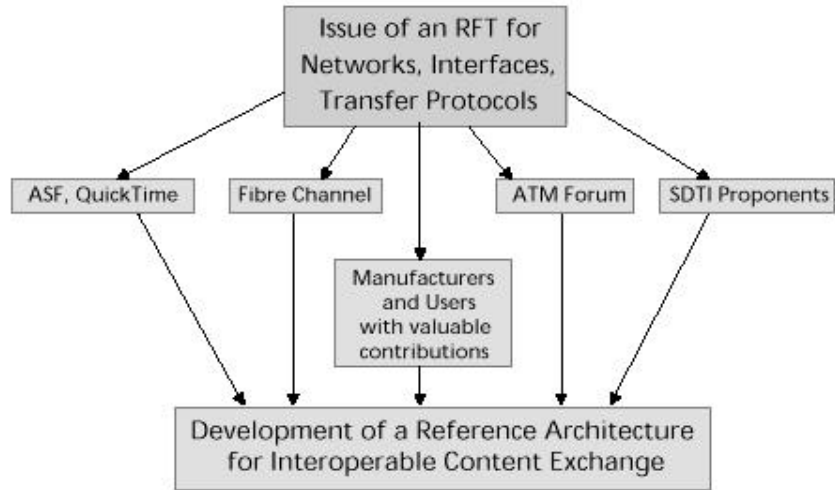 Issue of an RFT for
Networks, Interfaces,
Transfer Protocols
ASF, QuickTime
Fibre Channel
ATM Forum
SDTI Proponents
Manufacturers
and Users
with valuable
contributions
Development of a Reference Architecture
for Interoperable Content Exchange